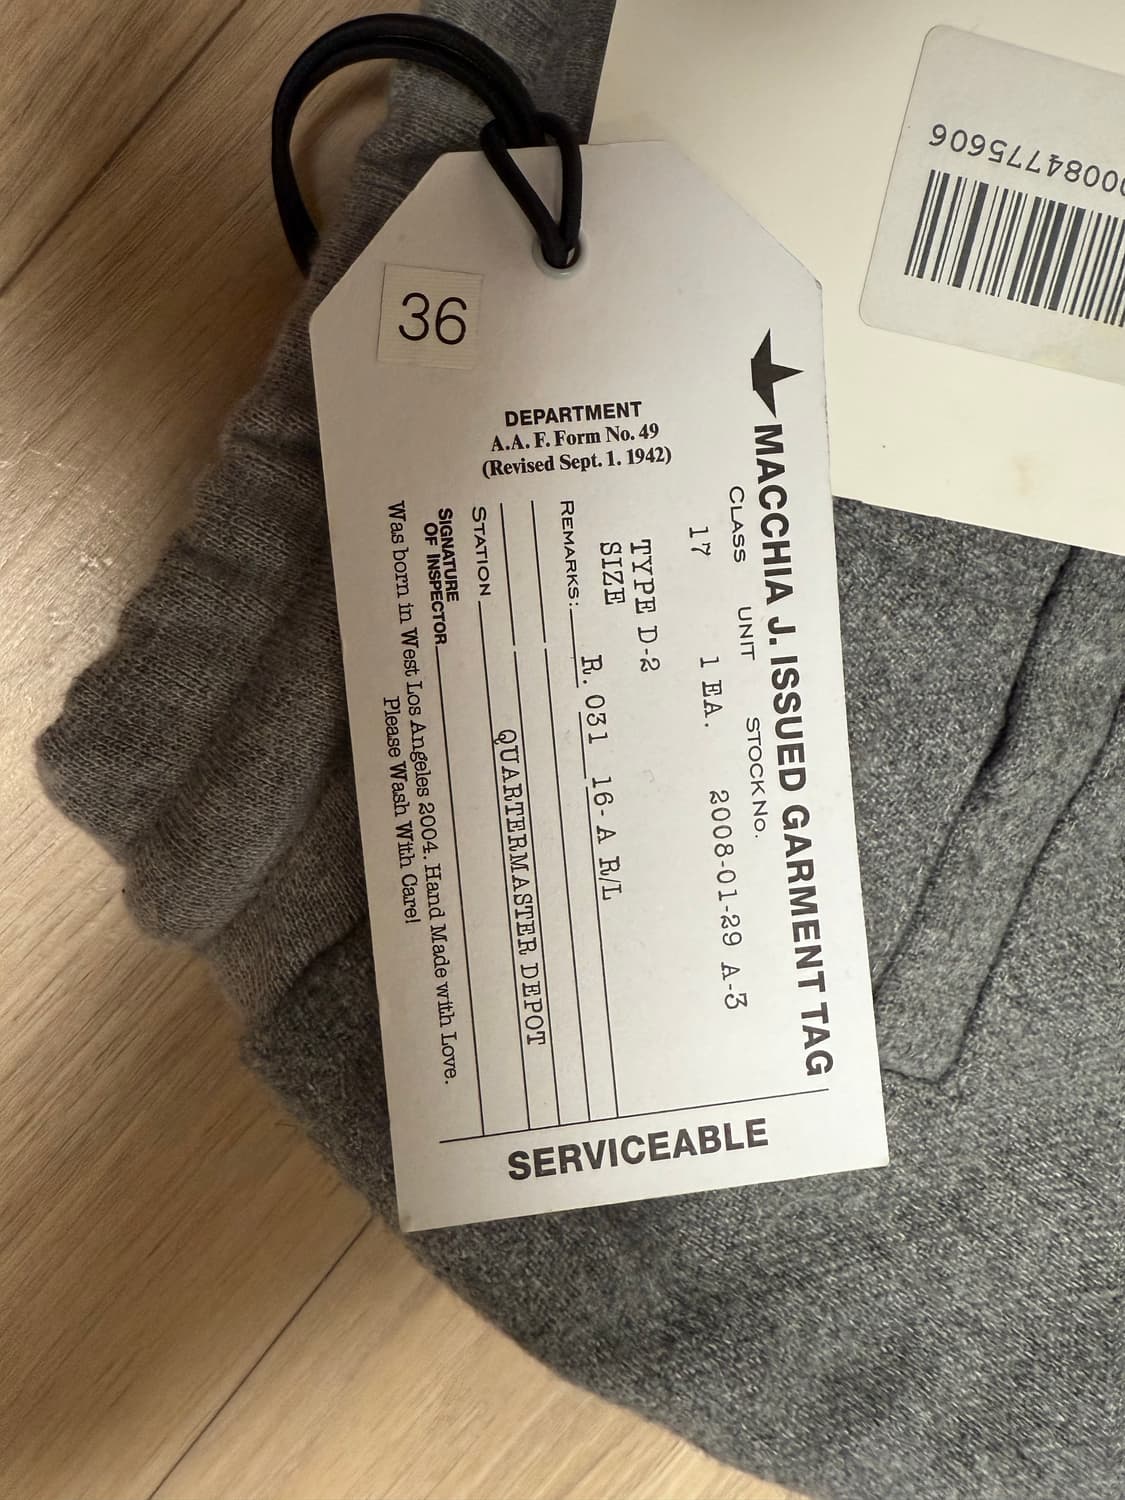 36
DEPARTMENT
A.A.F. Form No. 49
(Revised Sept. 1. 1942)
MACCHIA J. ISSUED GARMENT TAG
CLASS UNIT STOCK No.
17 1 EA. 2008-01-29 A-3
TYPE D-2
SIZE
REMARKS: R. 031 16-A R/L
QUARTERMASTER DEPOT
STATION
SIGNATURE
OF INSPECTOR
Was born in West Los Angeles 2004. Hand Made with Love.
Please Wash With Care!
SERVICEABLE
00084775606